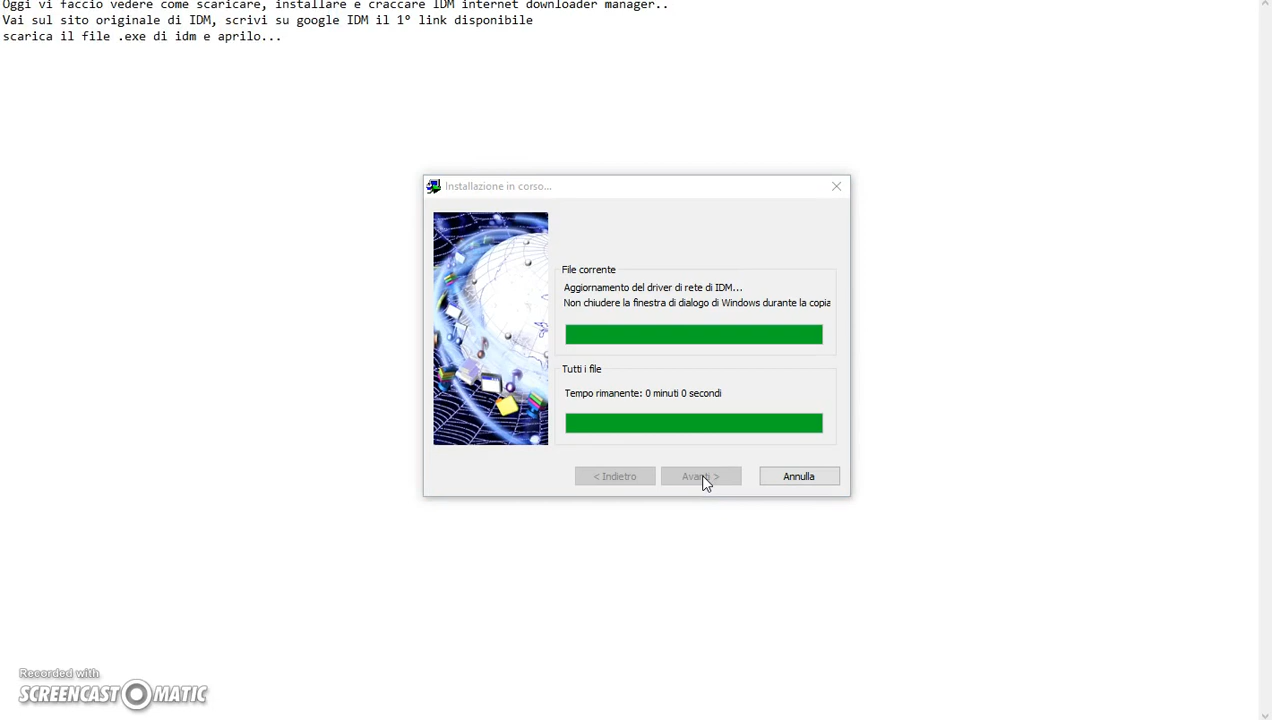 Oggi vi faccio vedere come scaricare, installare e craccare IDM internet downloader manager..
Vai sul sito originale di IDM, scrivi su google IDM il 1° link disponibile
scarica il file .exe di idm e aprilo...
Installazione in corso...
File corrente
Aggiornamento del driver di rete di IDM...
Non chiudere la finestra di dialogo di Windows durante la copia
Tutti i file
Tempo rimanente: 0 minuti 0 secondi
< Indietro
Avanti >
Annulla
Recorded with
SCREENCAST-O-MATIC